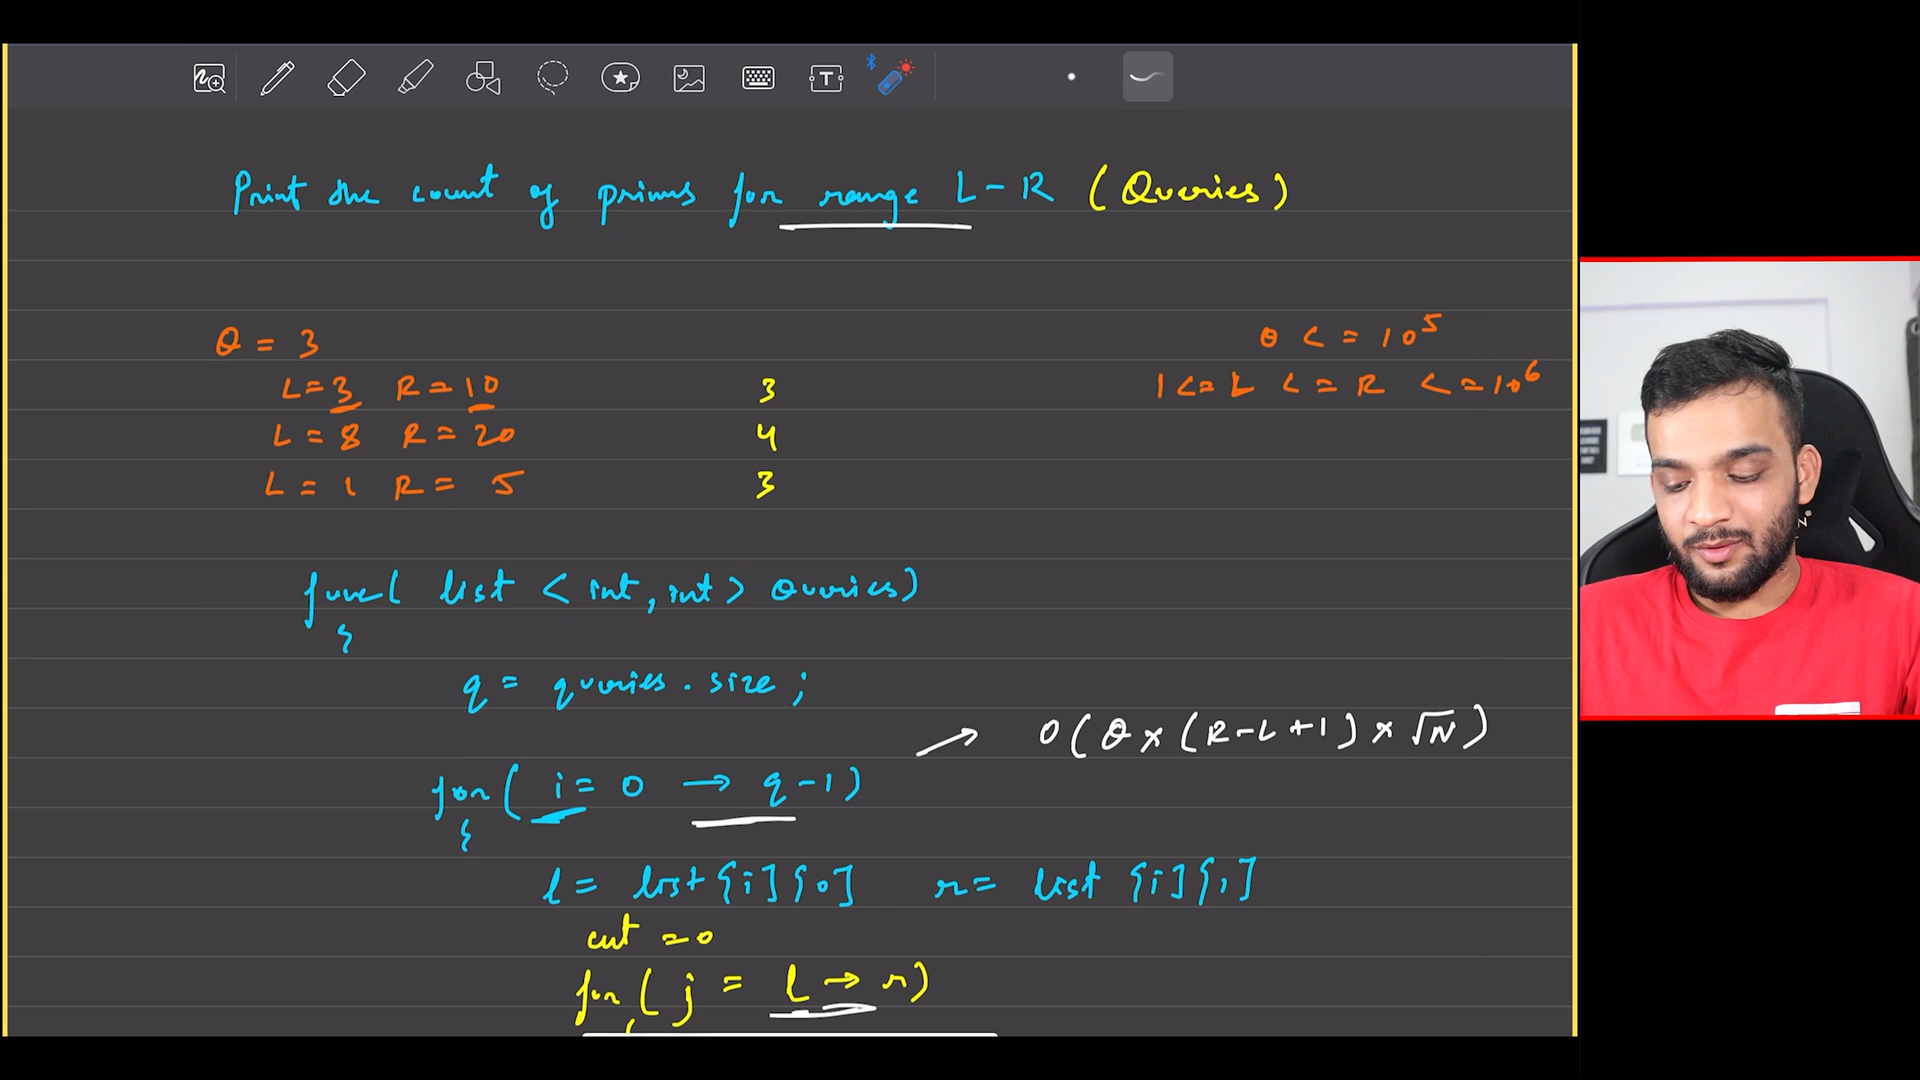 Print the count of primes for range L-R (Queries)
Q = 3
Q <= 10^5
L=3 R=10 3
1<=L <=R <=10^6
L=8 R=20 4
L=1 R=5 3
func( list <int,int> Queries)
{
q = queries.size;
→ O(Q x (R-L+1) x √N)
for( i= 0 → q-1)
{
l= list[i][0] r= list [i][1]
cnt =0
for( j = l → r)
{